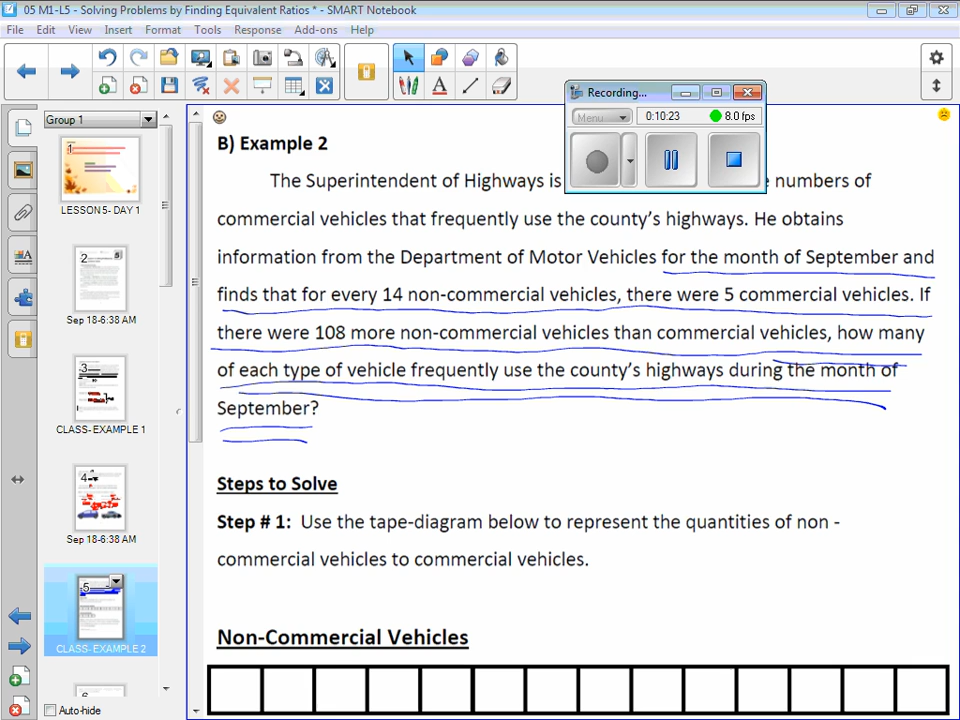 05 M1-L5 - Solving Problems by Finding Equivalent Ratios * - SMART Notebook
File Edit View Insert Format Tools Response Add-ons Help
Recording...
Menu 0:10:23 8.0 fps
Group 1
1
LESSON 5- DAY 1
2
Sep 18-6:38 AM
3
CLASS- EXAMPLE 1
4
Sep 18-6:38 AM
5
CLASS- EXAMPLE 2
Auto-hide
B) Example 2
The Superintendent of Highways is numbers of
commercial vehicles that frequently use the county's highways. He obtains
information from the Department of Motor Vehicles for the month of September and
finds that for every 14 non-commercial vehicles, there were 5 commercial vehicles. If
there were 108 more non-commercial vehicles than commercial vehicles, how many
of each type of vehicle frequently use the county's highways during the month of
September?
Steps to Solve
Step # 1: Use the tape-diagram below to represent the quantities of non -
commercial vehicles to commercial vehicles.
Non-Commercial Vehicles